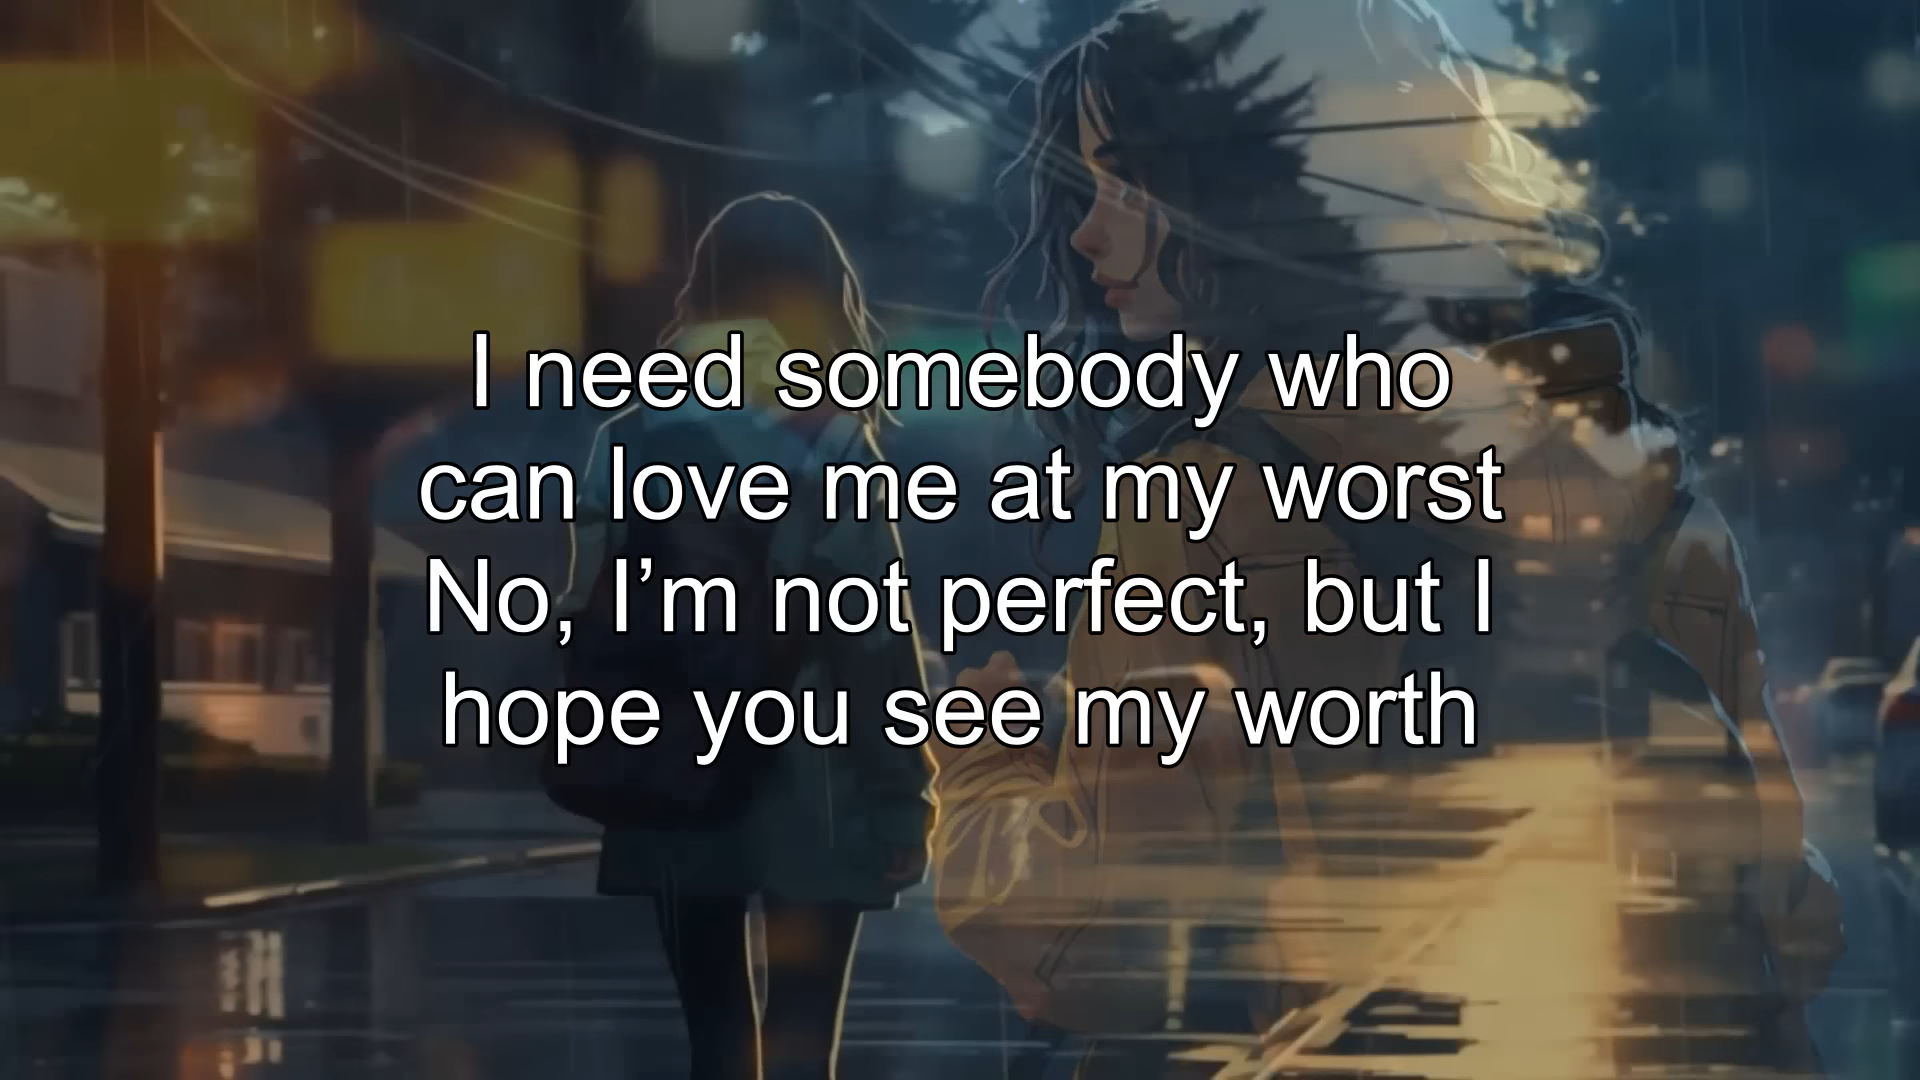 I need somebody who
can love me at my worst
No, I’m not perfect, but I
hope you see my worth